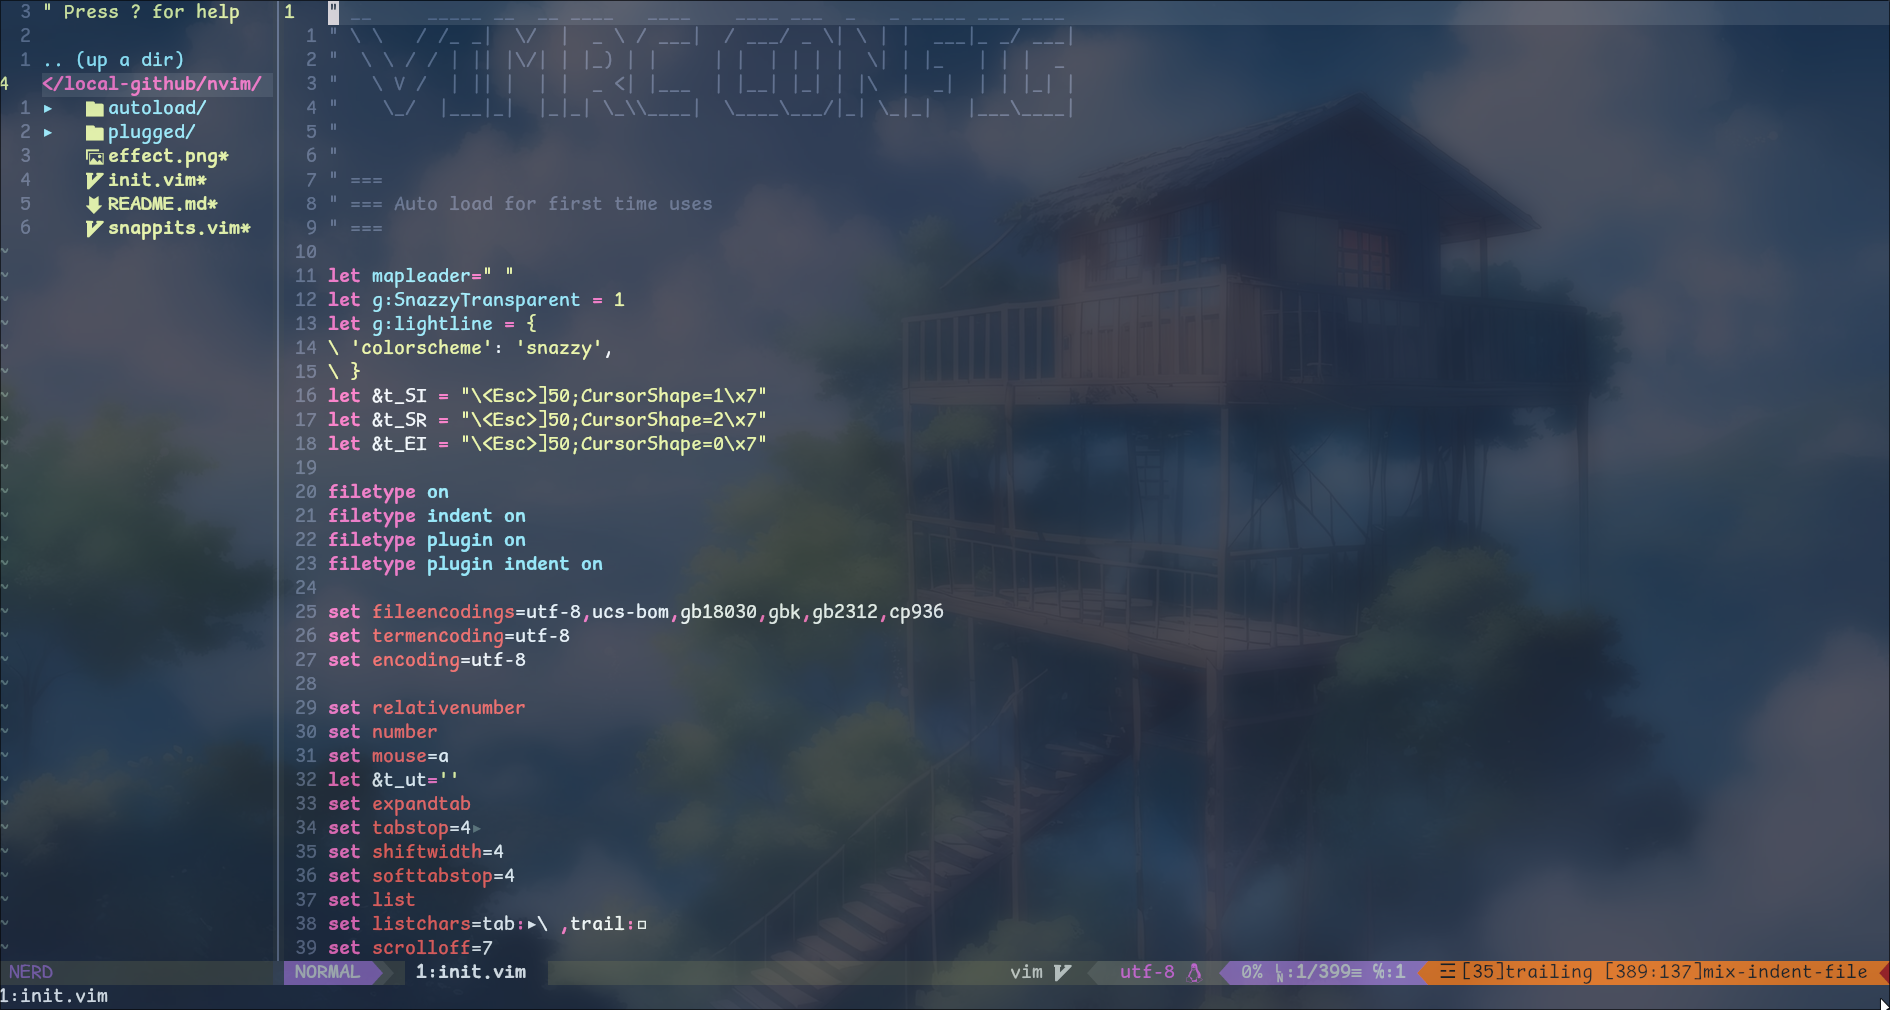 3 " Press ? for help
2
1 .. (up a dir)
4 </local-github/nvim/
1 ▸ autoload/
2 ▸ plugged/
3 effect.png*
4 init.vim*
5 README.md*
6 snappits.vim*
1 "
1 "
2 "
3 "
4 "
5 "
6 "
7 " ===
8 " === Auto load for first time uses
9 " ===
10
11 let mapleader=" "
12 let g:SnazzyTransparent = 1
13 let g:lightline = {
14 \ 'colorscheme': 'snazzy',
15 \ }
16 let &t_SI = "\<Esc>]50;CursorShape=1\x7"
17 let &t_SR = "\<Esc>]50;CursorShape=2\x7"
18 let &t_EI = "\<Esc>]50;CursorShape=0\x7"
19
20 filetype on
21 filetype indent on
22 filetype plugin on
23 filetype plugin indent on
24
25 set fileencodings=utf-8,ucs-bom,gb18030,gbk,gb2312,cp936
26 set termencoding=utf-8
27 set encoding=utf-8
28
29 set relativenumber
30 set number
31 set mouse=a
32 let &t_ut=''
33 set expandtab
34 set tabstop=4▸
35 set shiftwidth=4
36 set softtabstop=4
37 set list
38 set listchars=tab:▸\ ,trail:▫
39 set scrolloff=7
NERD NORMAL 1:init.vim vim utf-8 0% ㏑:1/399≡ ℅:1 ☲[35]trailing [389:137]mix-indent-file
1:init.vim